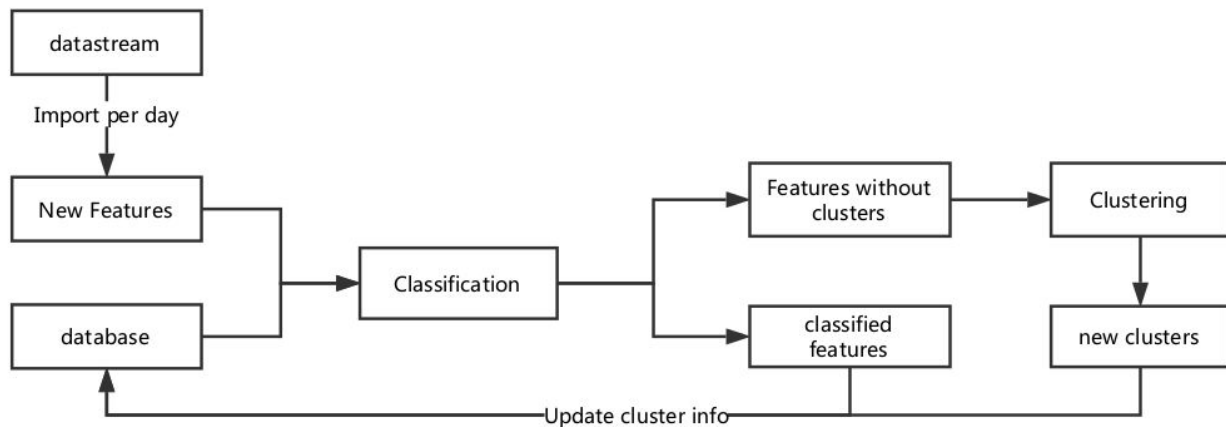 datastream
Import per day
New Features
Features without
clusters
Clustering
Classification
database
classified
features
new clusters
Update cluster info